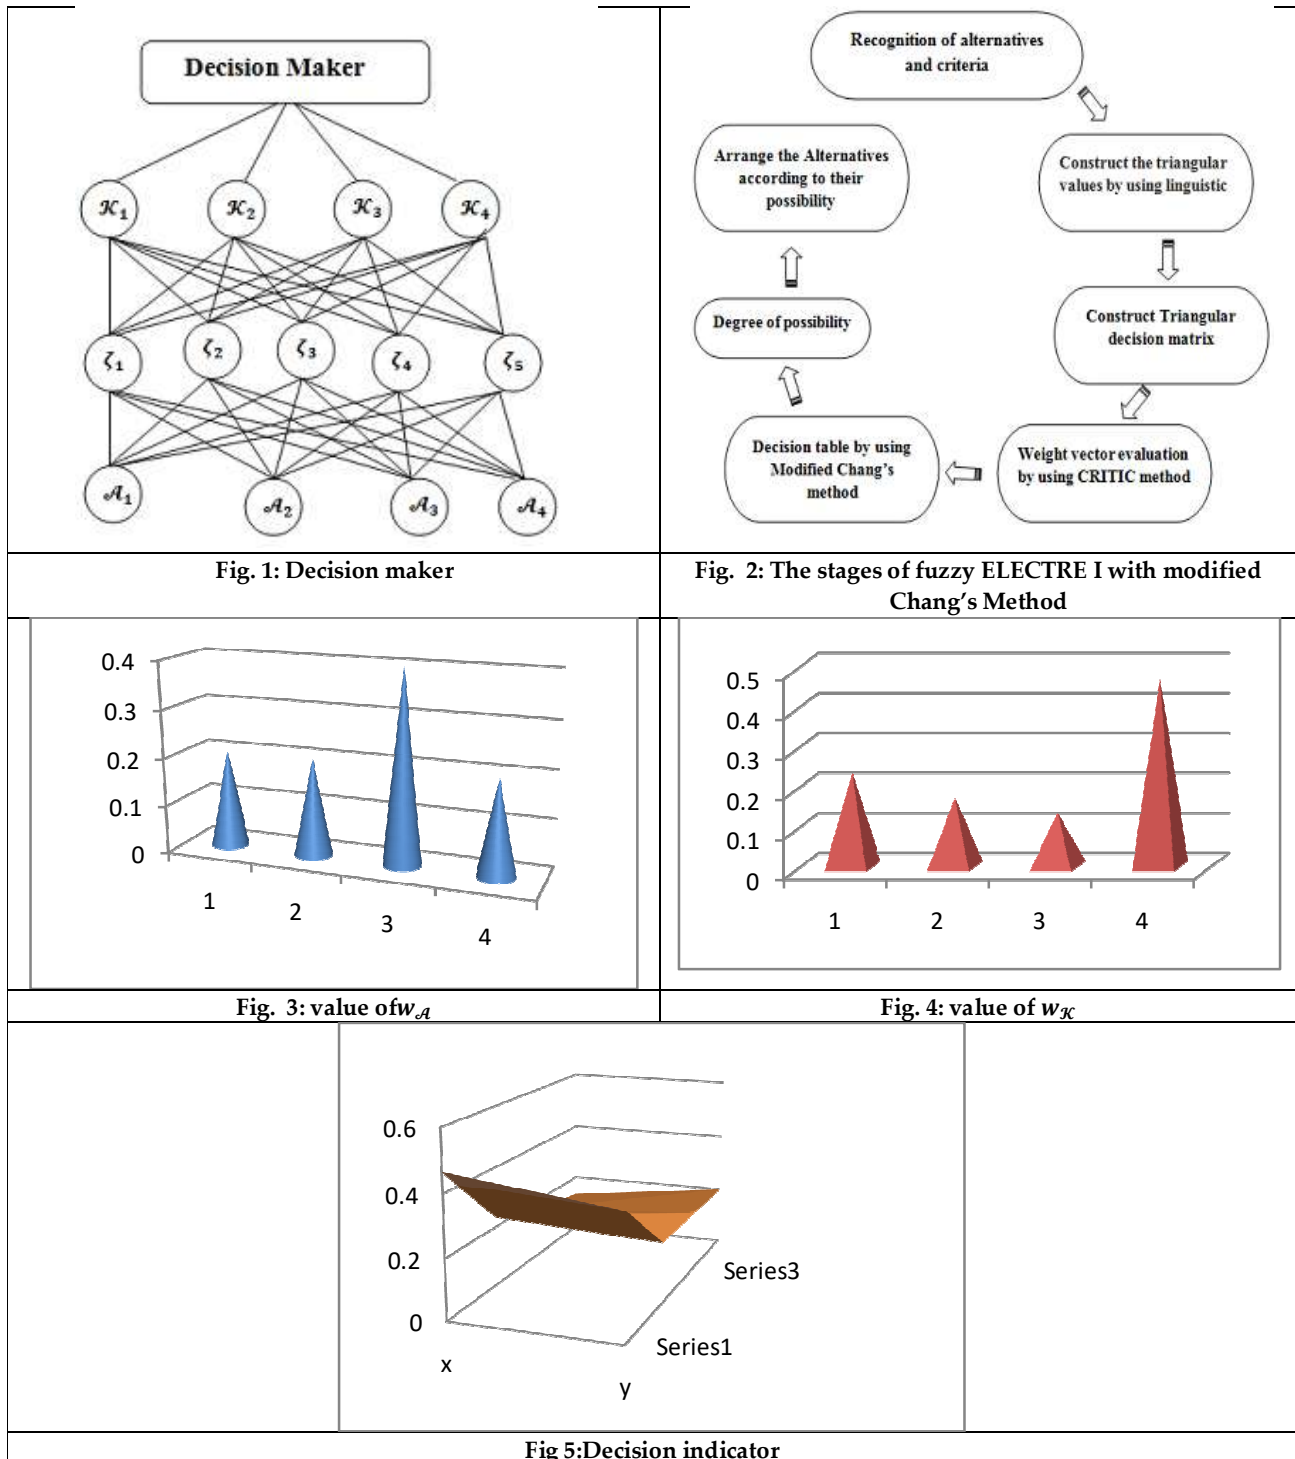 Decision Maker
𝒦₁
𝒦₂
𝒦₃
𝒦₄
ζ₁
ζ₂
ζ₃
ζ₄
ζ₅
𝒜₁
𝒜₂
𝒜₃
𝒜₄
Fig. 1: Decision maker
Recognition of alternatives
and criteria
Construct the triangular
values by using linguistic
Construct Triangular
decision matrix
Weight vector evaluation
by using CRITIC method
Decision table by using
Modified Chang's
method
Degree of possibility
Arrange the Alternatives
according to their
possibility
Fig. 2: The stages of fuzzy ELECTRE I with modified
Chang's Method
0.4
0.3
0.2
0.1
0
1
2
3
4
Fig. 3: value ofw𝒜
0.5
0.4
0.3
0.2
0.1
0
1
2
3
4
Fig. 4: value of w𝒦
0.6
0.4
0.2
0
x
y
Series3
Series1
Fig 5:Decision indicator